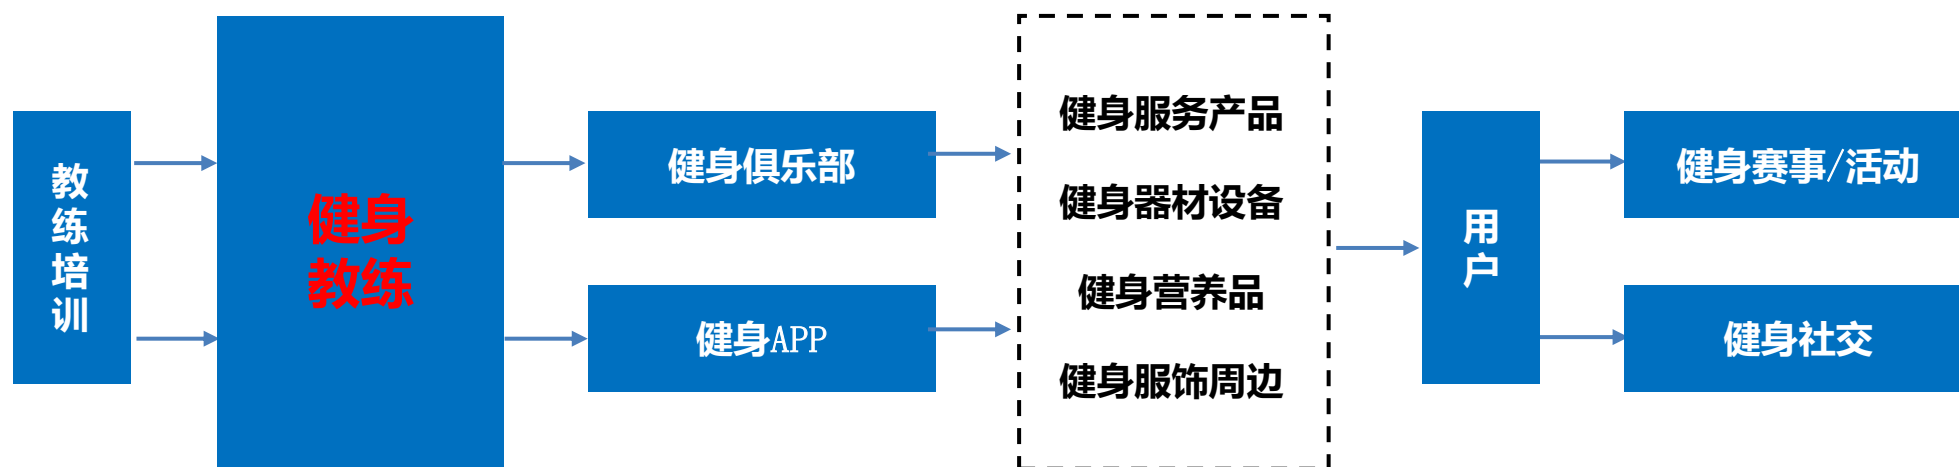 教
练
培
训
健身
教练
健身俱乐部
健身APP
健身服务产品
健身器材设备
健身营养品
健身服饰周边
用
户
健身赛事/活动
健身社交